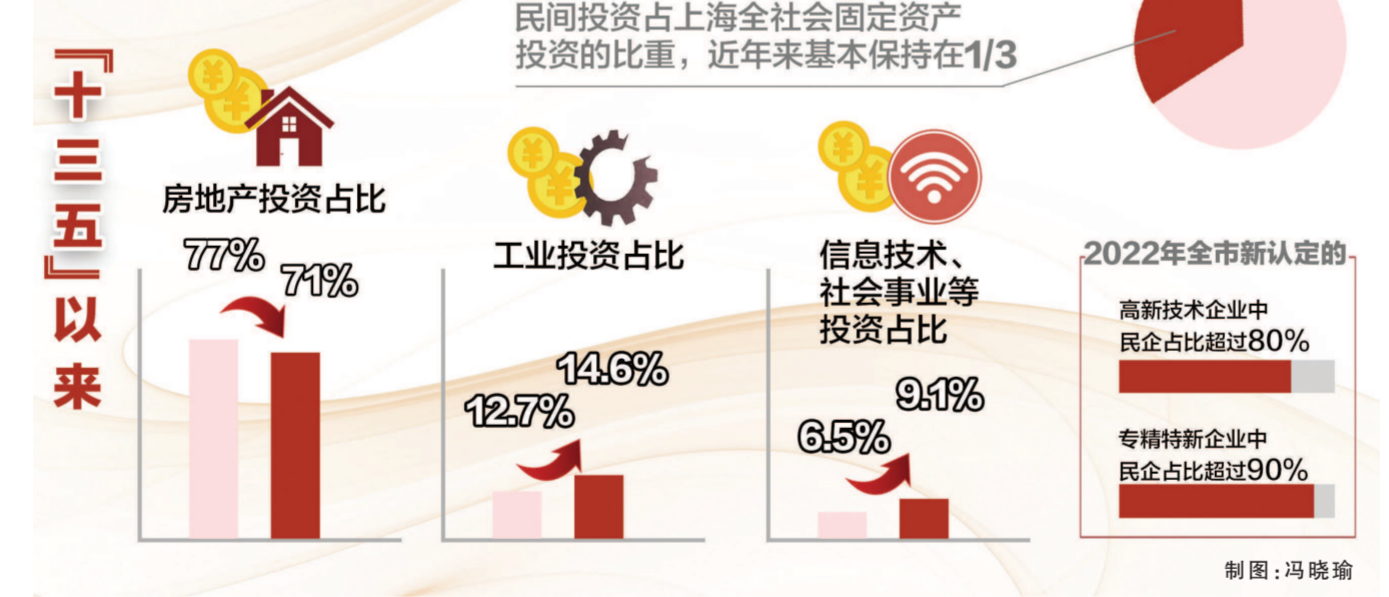 民间投资占上海全社会固定资产
投资的比重，近年来基本保持在1/3
『十三五』以来
¥
¥
房地产投资占比
77%
71%
¥
¥
工业投资占比
12.7%
14.6%
¥
¥
信息技术、
社会事业等
投资占比
6.5%
9.1%
2022年全市新认定的
高新技术企业中
民企占比超过80%
专精特新企业中
民企占比超过90%
制图:冯晓瑜